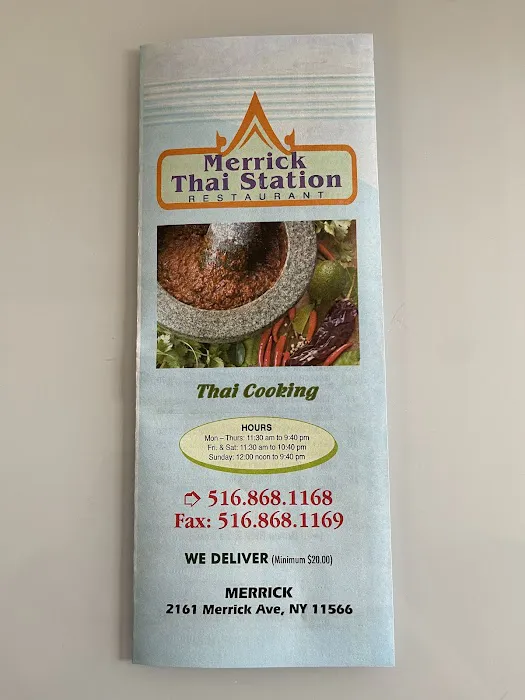 Merrick
Thai Station
RESTAURANT
Thai Cooking
HOURS
Mon – Thurs: 11:30 am to 9:40 pm
Fri. & Sat: 11:30 am to 10:40 pm
Sunday: 12:00 noon to 9:40 pm
516.868.1168
Fax: 516.868.1169
WE DELIVER (Minimum $20.00)
MERRICK
2161 Merrick Ave, NY 11566